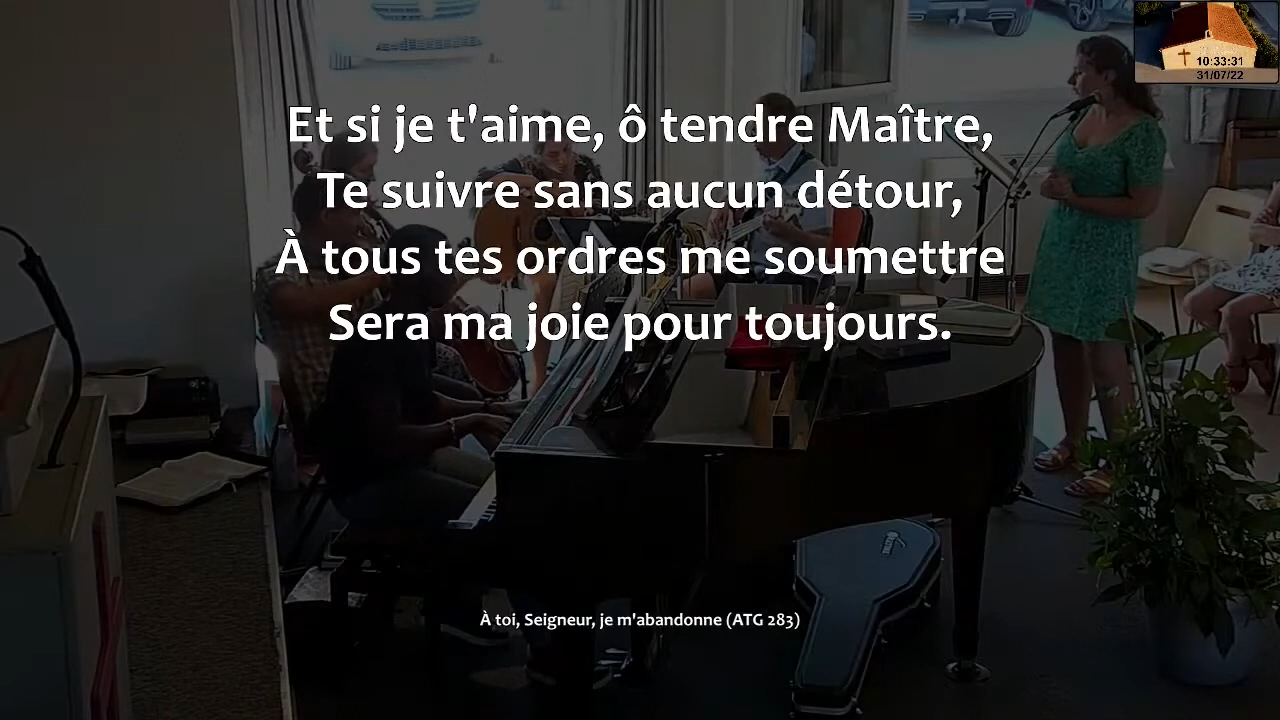 10:33:31
31/07/22
Et si je t'aime, ô tendre Maître,
Te suivre sans aucun détour,
À tous tes ordres me soumettre
Sera ma joie pour toujours.
À toi, Seigneur, je m'abandonne (ATG 283)